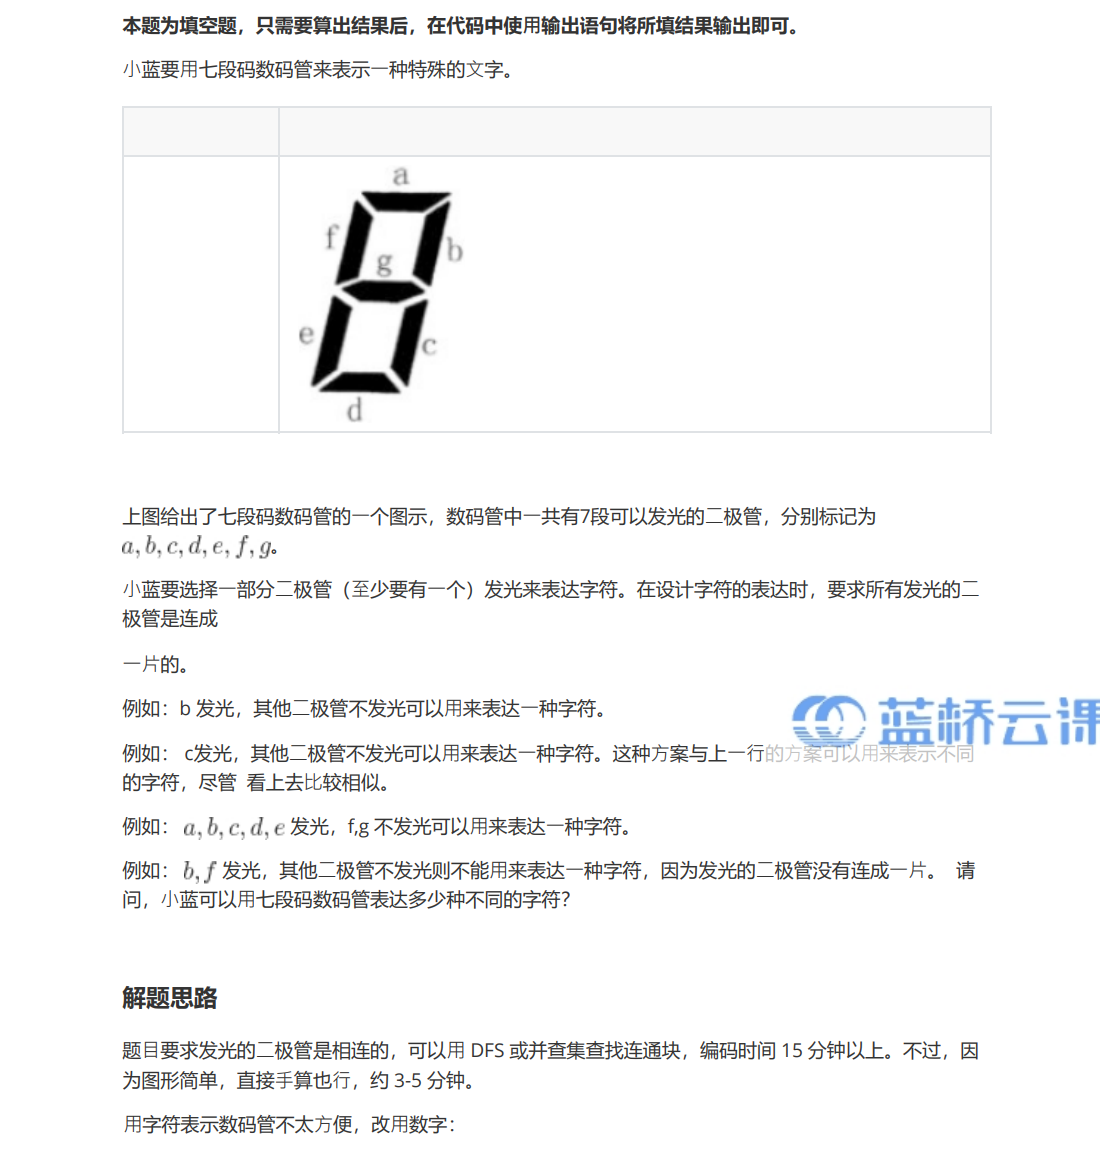 本题为填空题，只需要算出结果后，在代码中使用输出语句将所填结果输出即可。
小蓝要用七段码数码管来表示一种特殊的文字。
a
f
b
g
e
c
d
上图给出了七段码数码管的一个图示，数码管中一共有7段可以发光的二极管，分别标记为
a, b, c, d, e, f, g。
小蓝要选择一部分二极管（至少要有一个）发光来表达字符。在设计字符的表达时，要求所有发光的二
极管是连成
一片的。
例如：b 发光，其他二极管不发光可以用来表达一种字符。
蓝桥云课
例如： c发光，其他二极管不发光可以用来表达一种字符。这种方案与上一行的方案可以用来表示不同
的字符，尽管 看上去比较相似。
例如： a, b, c, d, e 发光，f,g 不发光可以用来表达一种字符。
例如： b, f 发光，其他二极管不发光则不能用来表达一种字符，因为发光的二极管没有连成一片。 请
问，小蓝可以用七段码数码管表达多少种不同的字符？
解题思路
题目要求发光的二极管是相连的，可以用 DFS 或并查集查找连通块，编码时间 15 分钟以上。不过，因
为图形简单，直接手算也行，约 3-5 分钟。
用字符表示数码管不太方便，改用数字：